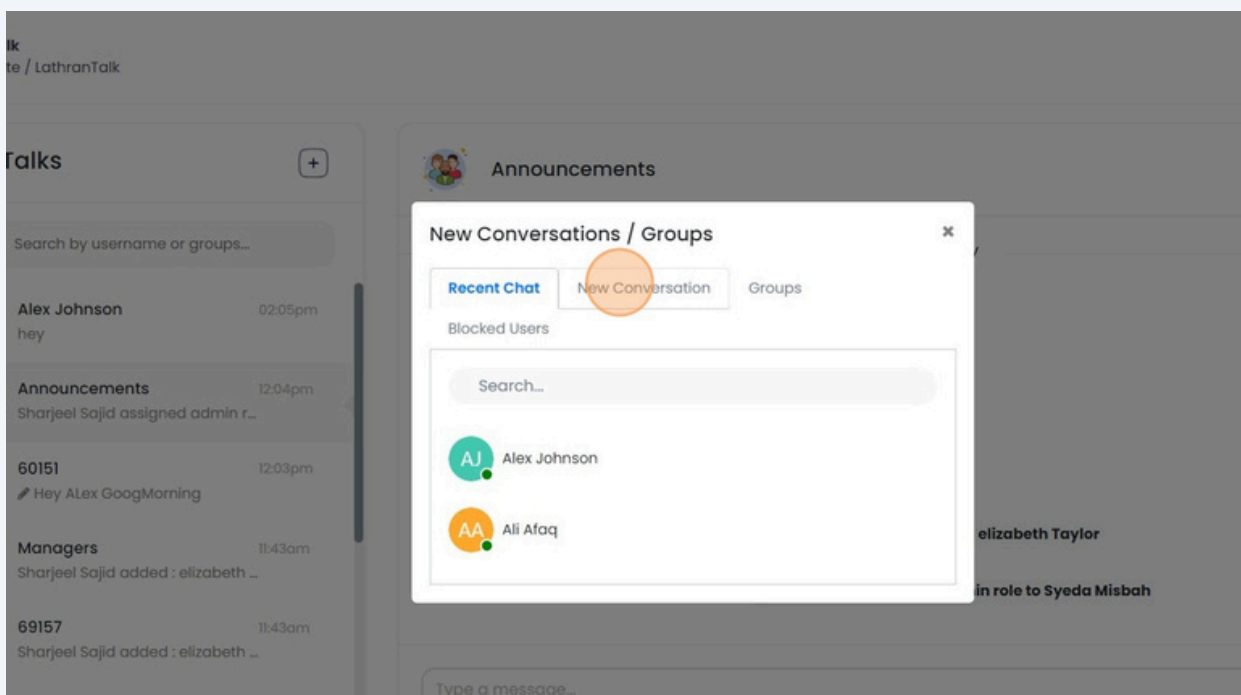 lk
te / LathranTalk
Talks
+
Search by username or groups...
Alex Johnson 02:05pm
hey
Announcements 12:04pm
Sharjeel Sajid assigned admin r...
60151 12:03pm
Hey ALex GoogMorning
Managers 11:43am
Sharjeel Sajid added : elizabeth ...
69157 11:43am
Sharjeel Sajid added : elizabeth ...
Announcements
New Conversations / Groups ×
Recent Chat New Conversation Groups
Blocked Users
Search...
AJ Alex Johnson
AA Ali Afaq
elizabeth Taylor
in role to Syeda Misbah
Type a message...